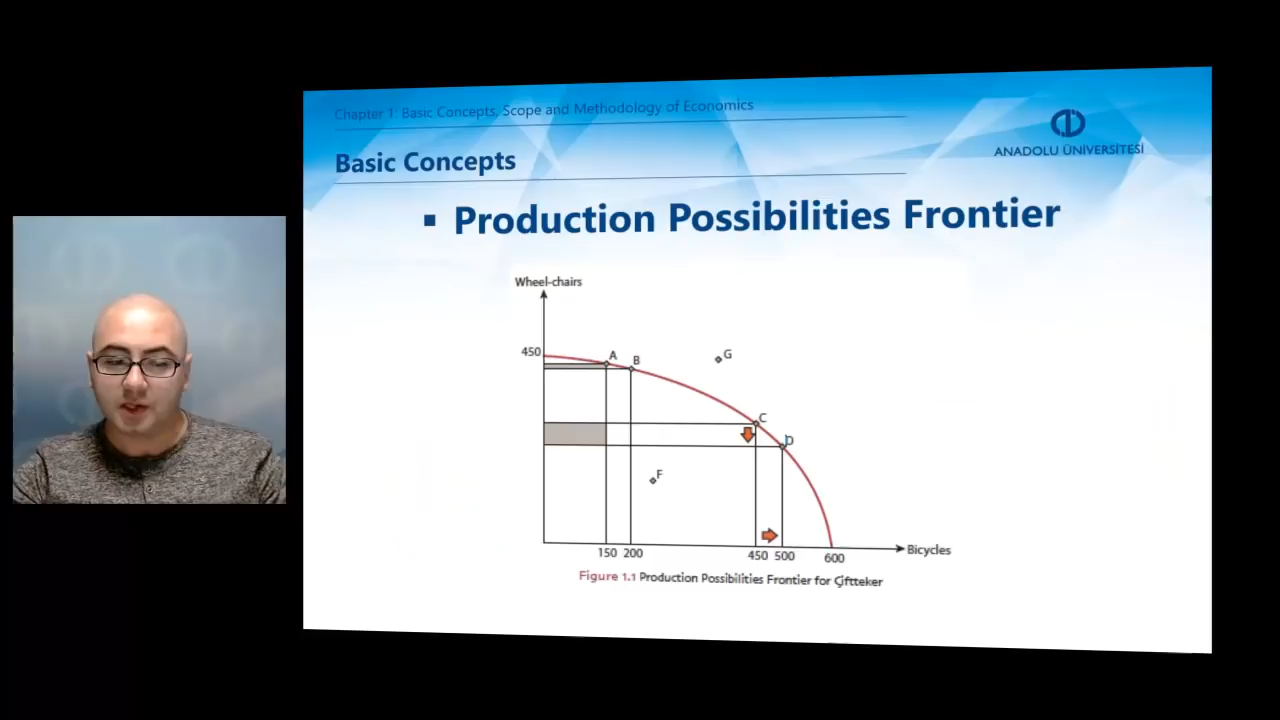 Chapter 1: Basic Concepts, Scope and Methodology of Economics
ANADOLU ÜNİVERSİTESİ
Basic Concepts
▪ Production Possibilities Frontier
Wheel-chairs
450
A
B
G
C
D
F
150 200 450 500 600
Bicycles
Figure 1.1 Production Possibilities Frontier for Çiftteker